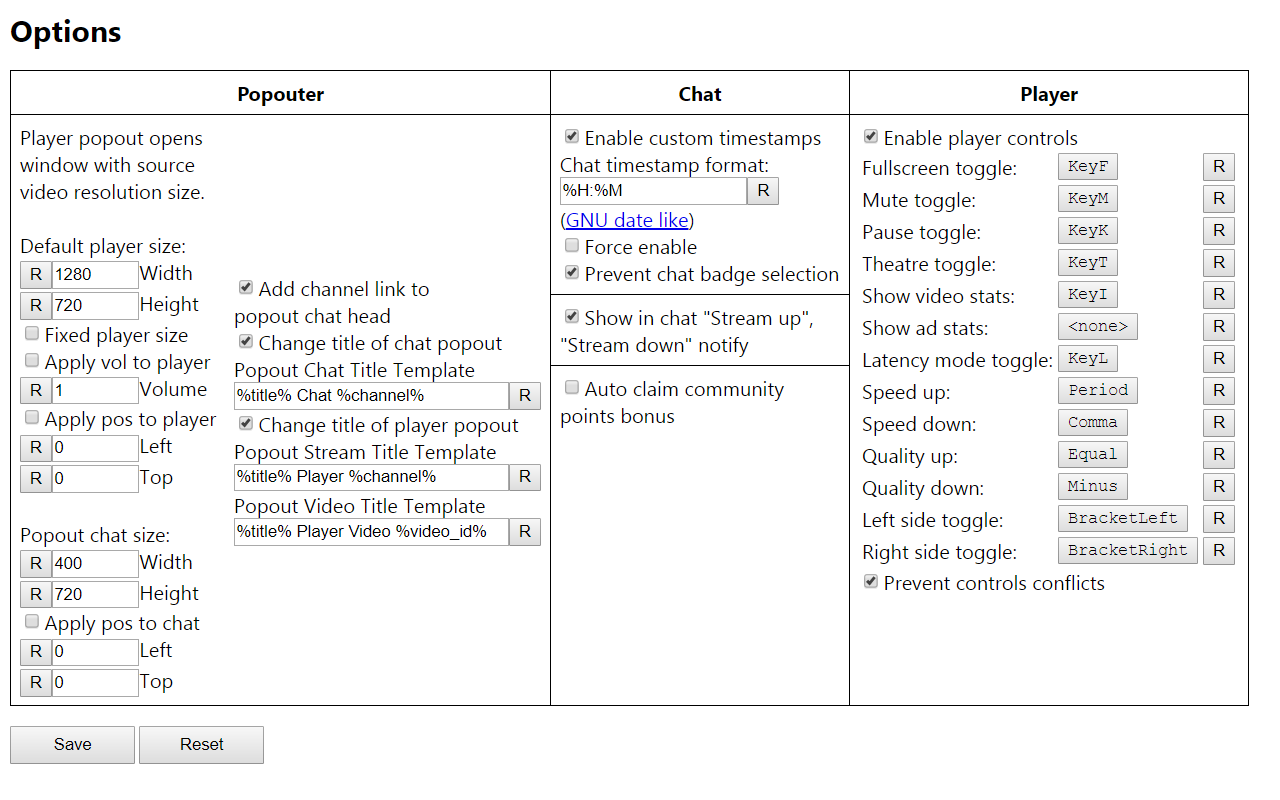 Options
Popouter
Chat
Player
Player popout opens
window with source
video resolution size.
Default player size:
R 1280 Width
R 720 Height
Fixed player size
Apply vol to player
R 1 Volume
Apply pos to player
R 0 Left
R 0 Top
Popout chat size:
R 400 Width
R 720 Height
Apply pos to chat
R 0 Left
R 0 Top
Add channel link to
popout chat head
Change title of chat popout
Popout Chat Title Template
%title% Chat %channel% R
Change title of player popout
Popout Stream Title Template
%title% Player %channel% R
Popout Video Title Template
%title% Player Video %video_id% R
Enable custom timestamps
Chat timestamp format:
%H:%M R
(GNU date like)
Force enable
Prevent chat badge selection
Show in chat "Stream up",
"Stream down" notify
Auto claim community
points bonus
Enable player controls
Fullscreen toggle: KeyF R
Mute toggle: KeyM R
Pause toggle: KeyK R
Theatre toggle: KeyT R
Show video stats: KeyI R
Show ad stats: <none> R
Latency mode toggle: KeyL R
Speed up: Period R
Speed down: Comma R
Quality up: Equal R
Quality down: Minus R
Left side toggle: BracketLeft R
Right side toggle: BracketRight R
Prevent controls conflicts
Save
Reset